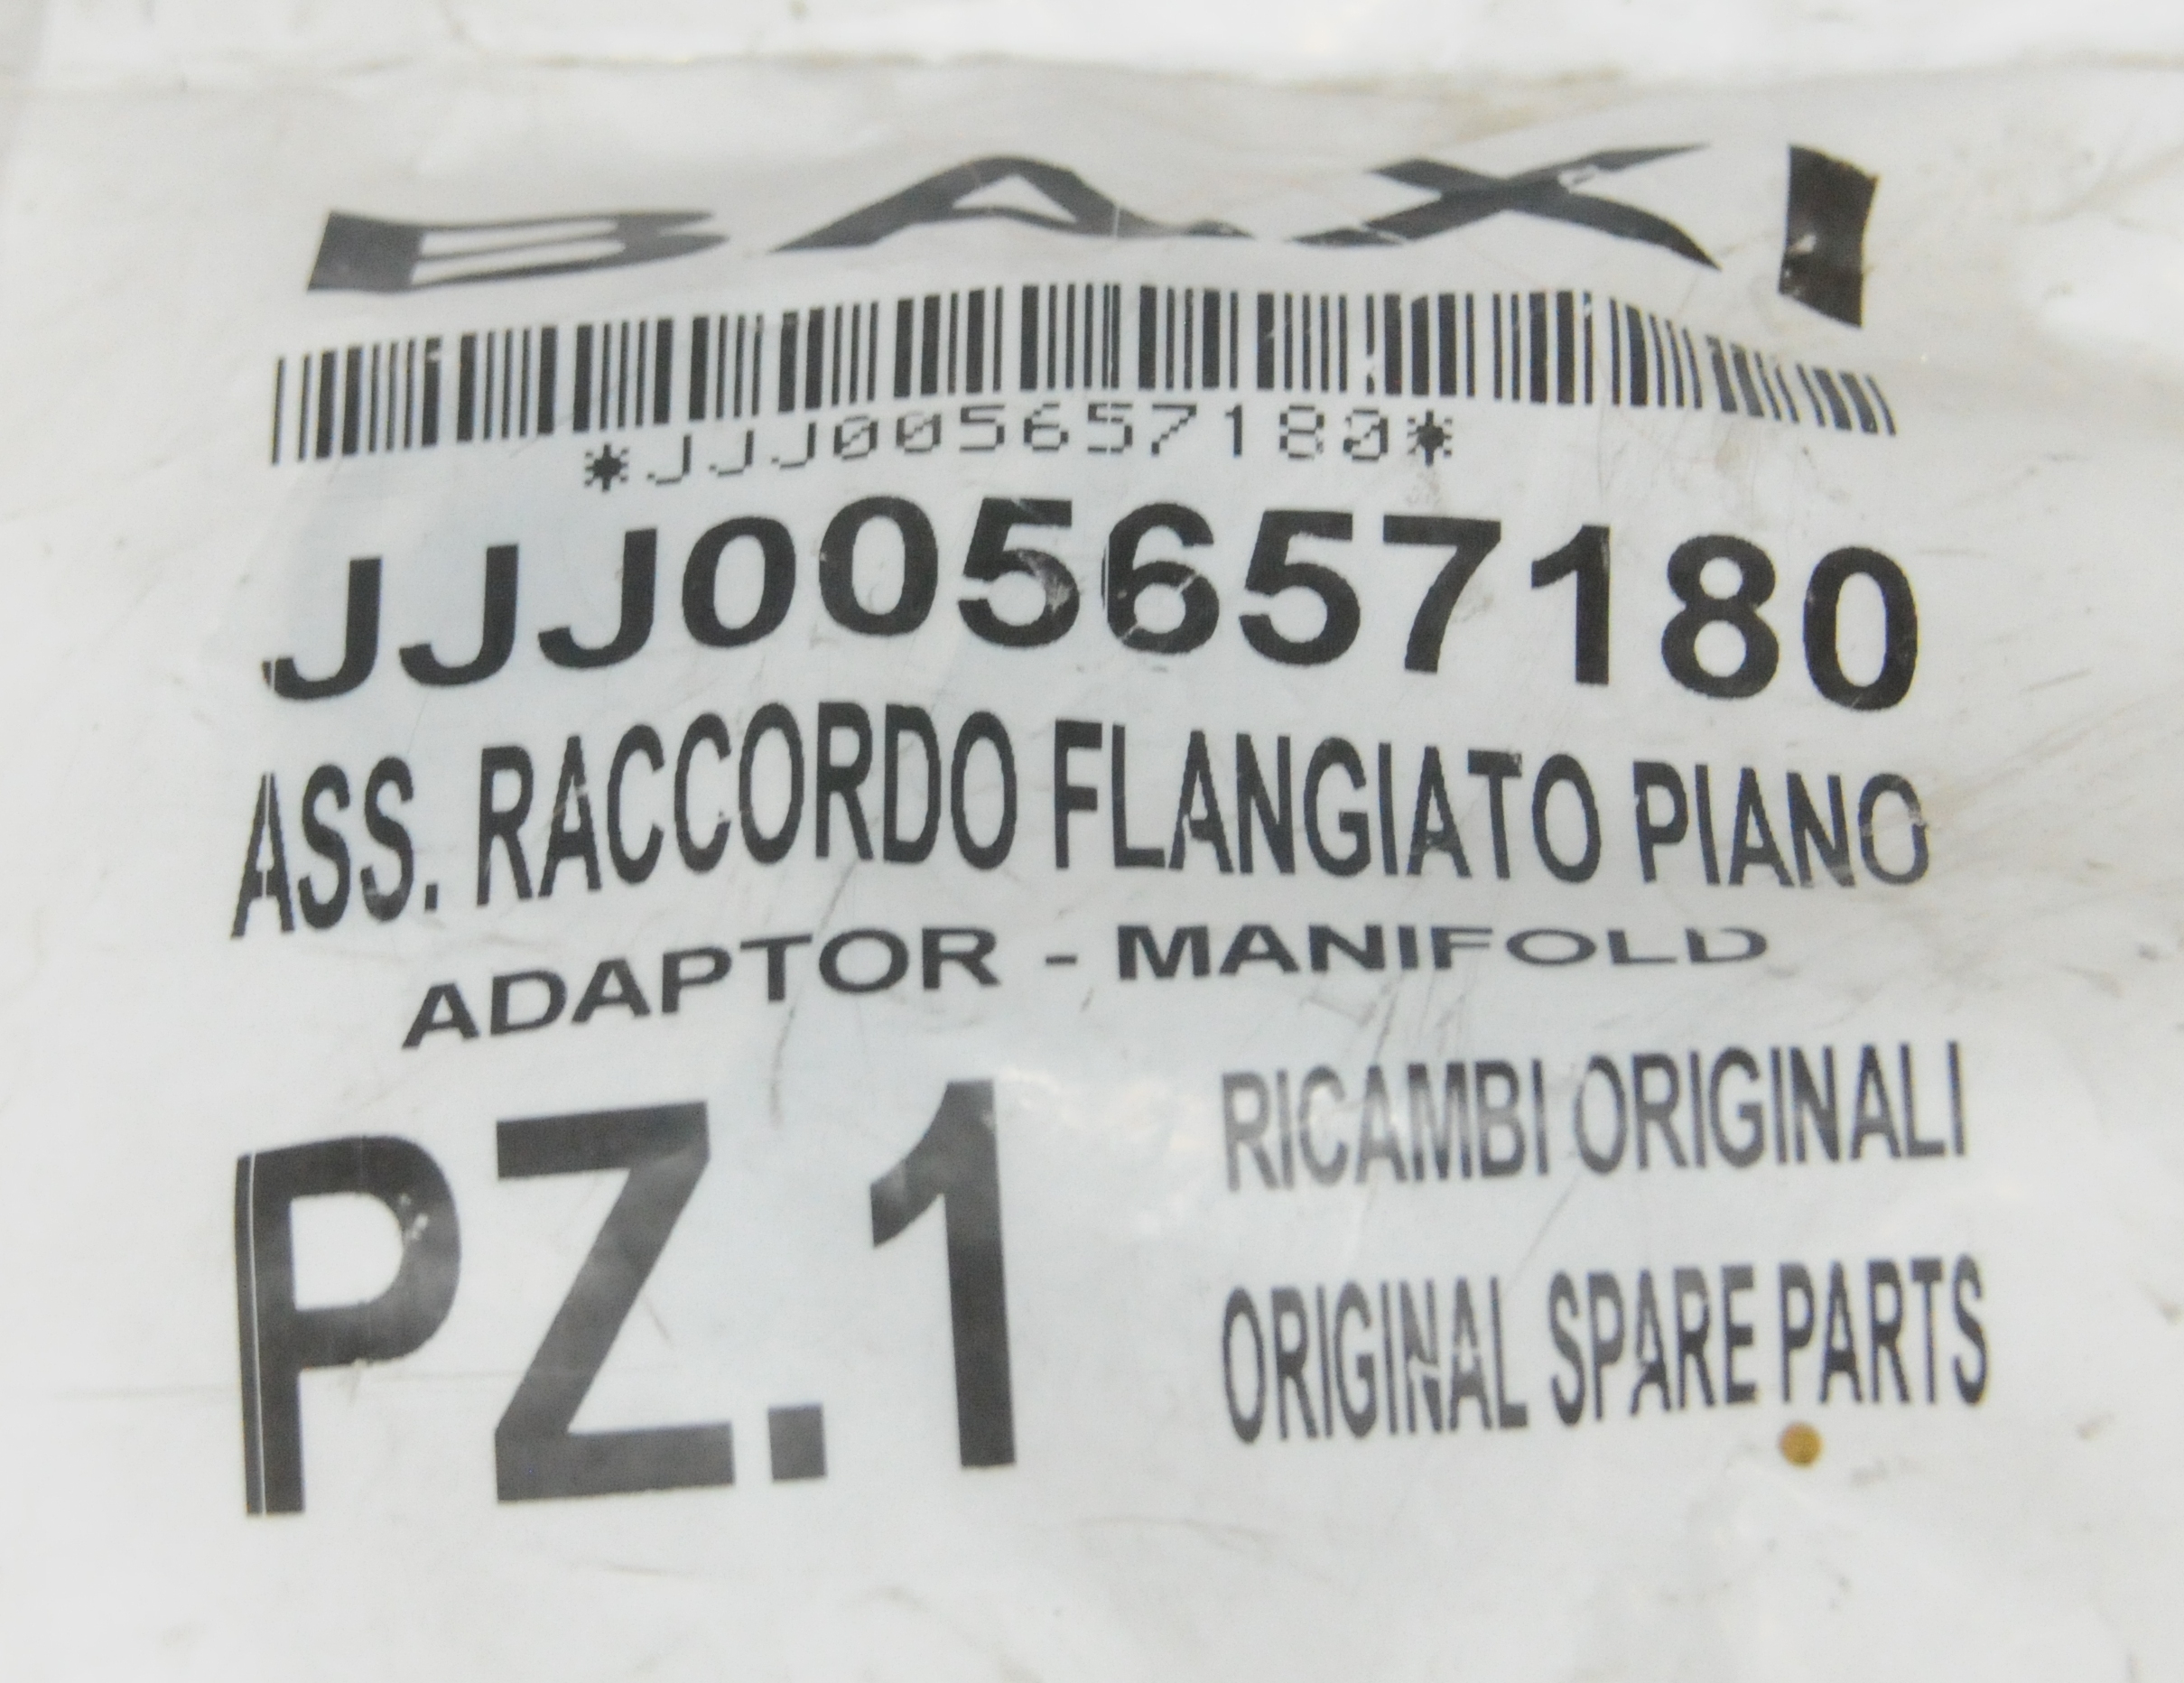 BAXI
*JJJ005657180*
JJJ005657180
ASS. RACCORDO FLANGIATO PIANO
ADAPTOR - MANIFOLD
PZ.1
RICAMBI ORIGINALI
ORIGINAL SPARE PARTS